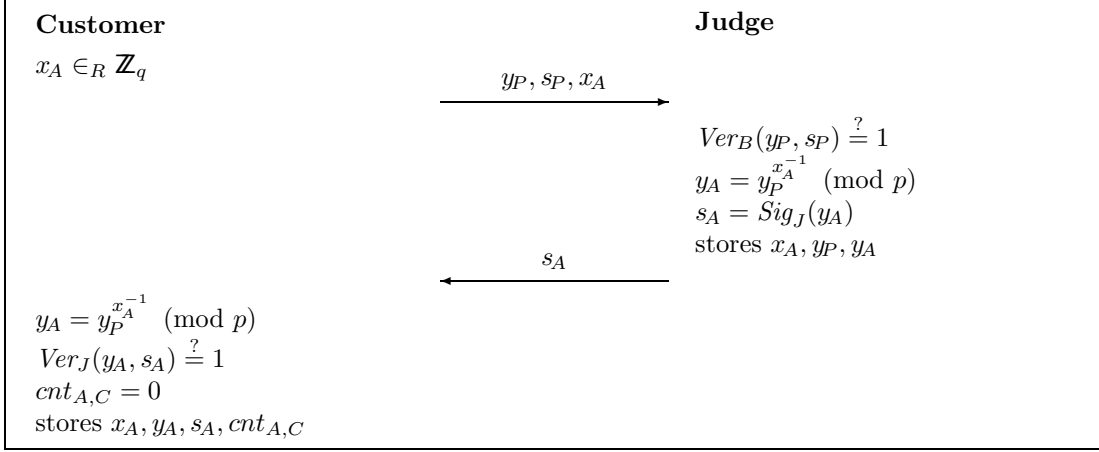 Customer
Judge
x_A ∈_R ℤ_q
y_P, s_P, x_A
Ver_B(y_P, s_P) ≟ 1
y_A = y_P^{x_A^{-1}} (mod p)
s_A = Sig_J(y_A)
stores x_A, y_P, y_A
s_A
y_A = y_P^{x_A^{-1}} (mod p)
Ver_J(y_A, s_A) ≟ 1
cnt_{A,C} = 0
stores x_A, y_A, s_A, cnt_{A,C}